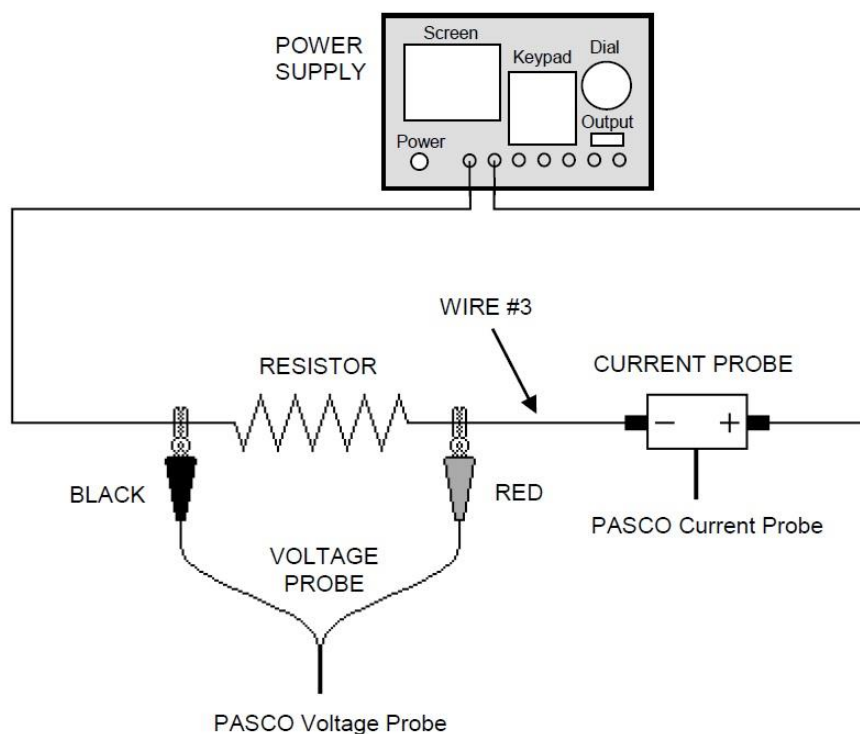 POWER
SUPPLY
Screen
Keypad
Dial
Output
Power
WIRE #3
RESISTOR
CURRENT PROBE
− +
BLACK
RED
PASCO Current Probe
VOLTAGE
PROBE
PASCO Voltage Probe